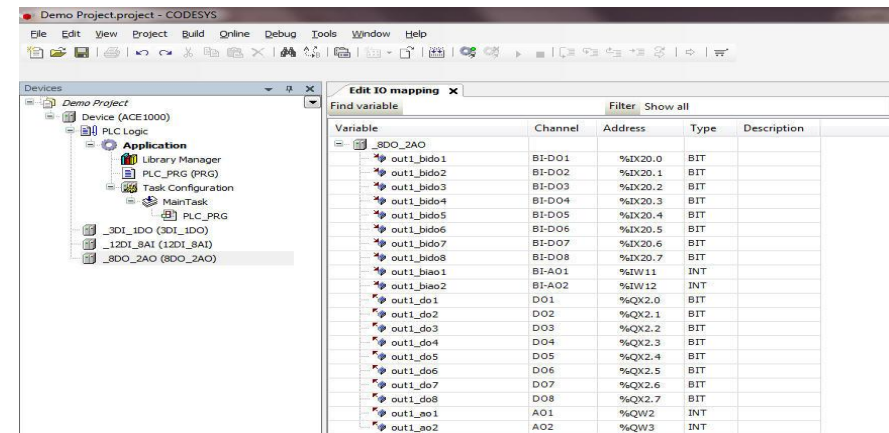 Demo Project.project - CODESYS
File Edit View Project Build Online Debug Tools Window Help
Devices
Demo Project
Device (ACE1000)
PLC Logic
Application
Library Manager
PLC_PRG (PRG)
Task Configuration
MainTask
PLC_PRG
_3DI_1DO (3DI_1DO)
_12DI_8AI (12DI_8AI)
_8DO_2AO (8DO_2AO)
Edit IO mapping
Find variable Filter Show all
Variable Channel Address Type Description
_8DO_2AO
out1_bido1 BI-DO1 %IX20.0 BIT
out1_bido2 BI-DO2 %IX20.1 BIT
out1_bido3 BI-DO3 %IX20.2 BIT
out1_bido4 BI-DO4 %IX20.3 BIT
out1_bido5 BI-DO5 %IX20.4 BIT
out1_bido6 BI-DO6 %IX20.5 BIT
out1_bido7 BI-DO7 %IX20.6 BIT
out1_bido8 BI-DO8 %IX20.7 BIT
out1_biao1 BI-AO1 %IW11 INT
out1_biao2 BI-AO2 %IW12 INT
out1_do1 DO1 %QX2.0 BIT
out1_do2 DO2 %QX2.1 BIT
out1_do3 DO3 %QX2.2 BIT
out1_do4 DO4 %QX2.3 BIT
out1_do5 DO5 %QX2.4 BIT
out1_do6 DO6 %QX2.5 BIT
out1_do7 DO7 %QX2.6 BIT
out1_do8 DO8 %QX2.7 BIT
out1_ao1 AO1 %QW2 INT
out1_ao2 AO2 %QW3 INT